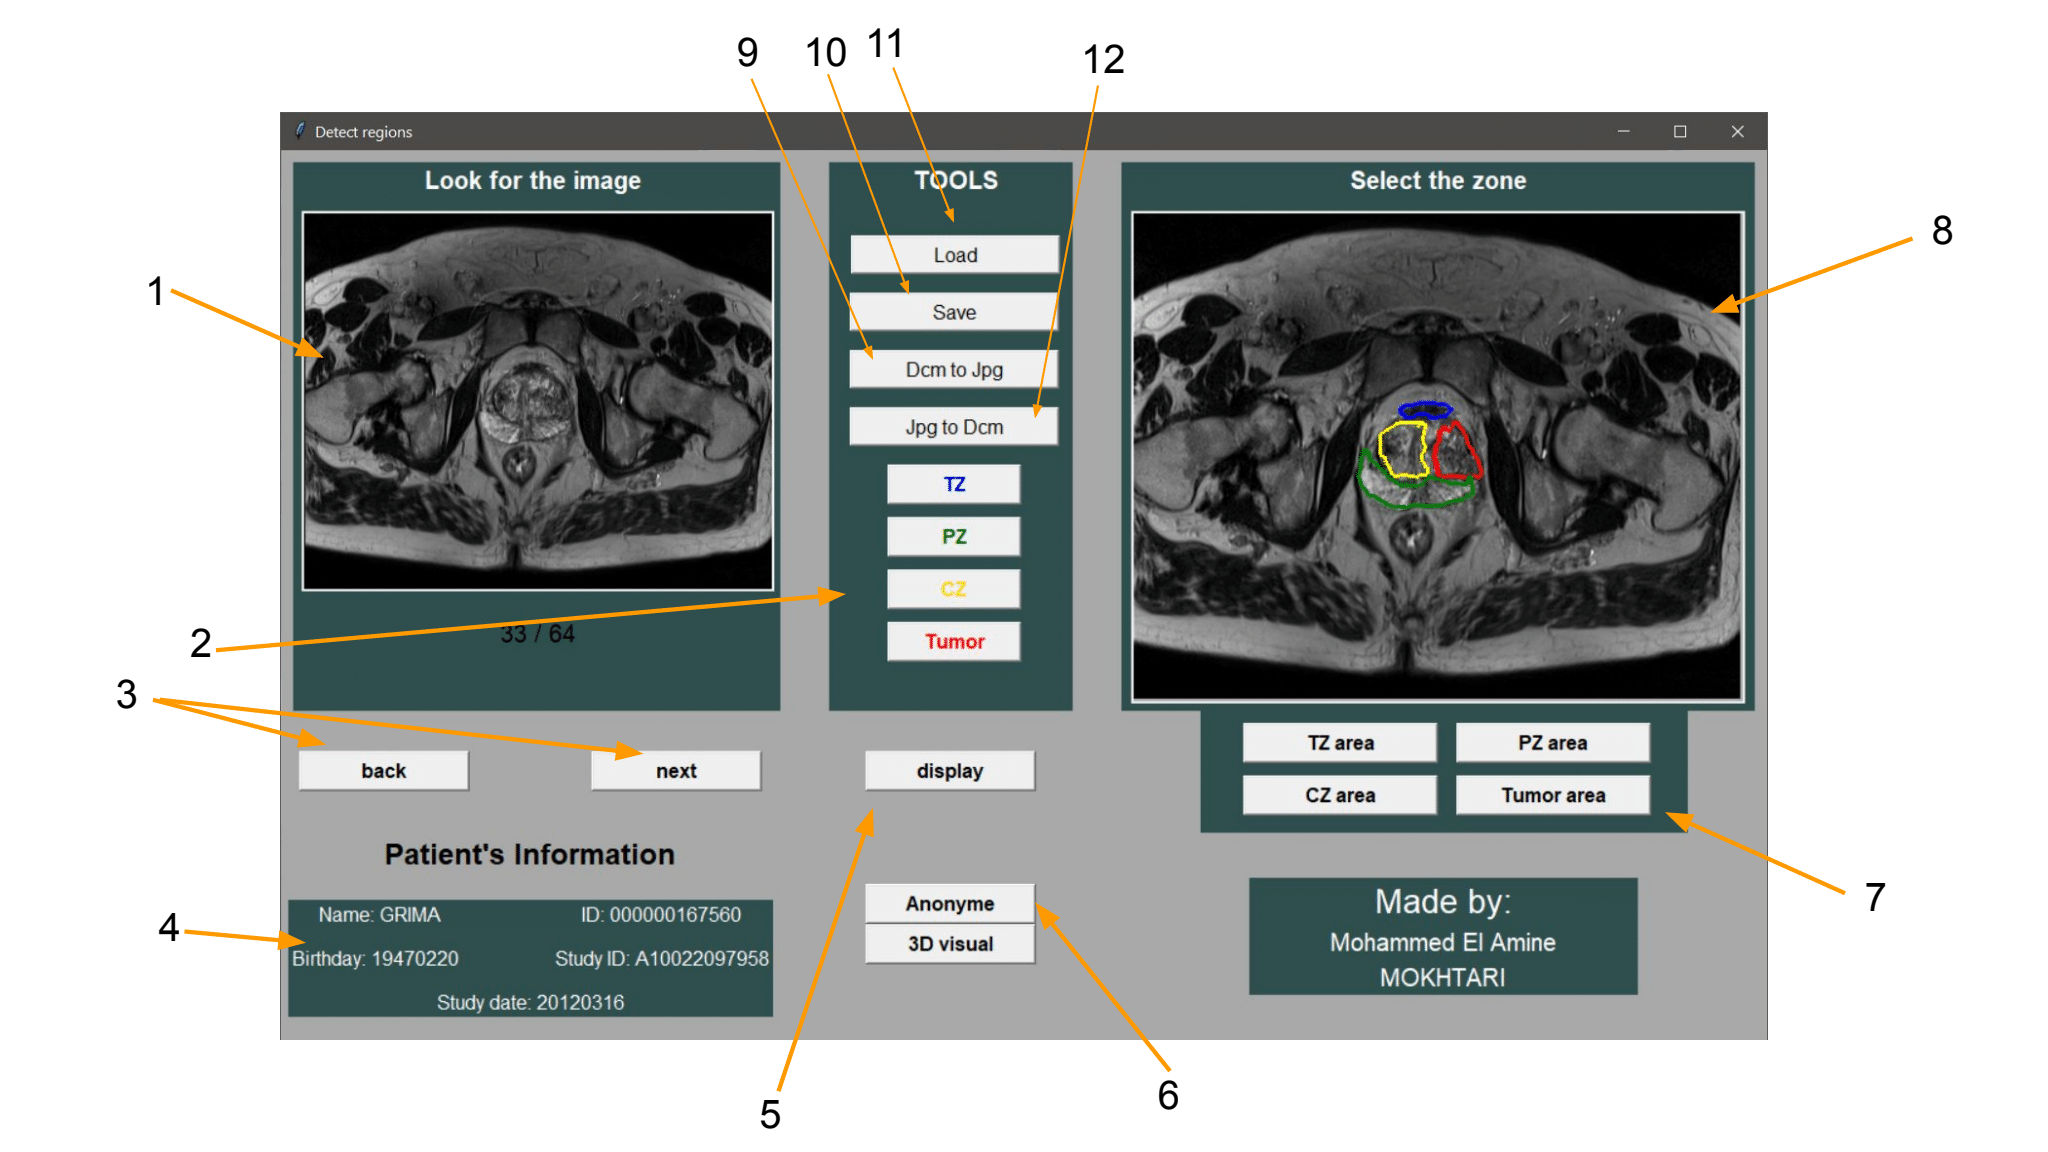 9
10
11
12
Detect regions
Look for the image
TOOLS
Select the zone
8
1
Load
Save
Dcm to Jpg
Jpg to Dcm
TZ
PZ
CZ
Tumor
2
33 / 64
3
back
next
display
TZ area
PZ area
CZ area
Tumor area
7
Patient's Information
4
Name: GRIMA
ID: 000000167560
Birthday: 19470220
Study ID: A10022097958
Study date: 20120316
Anonyme
3D visual
Made by:
Mohammed El Amine
MOKHTARI
5
6